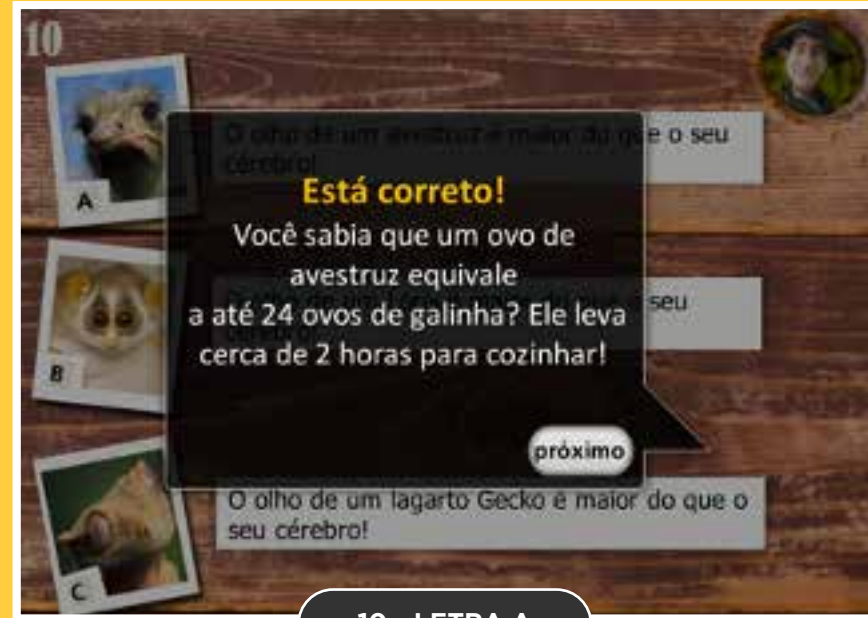 10
O olho de um avestruz é maior do que o seu
cérebro!
A
Está correto!
Você sabia que um ovo de
avestruz equivale
a até 24 ovos de galinha? Ele leva
cerca de 2 horas para cozinhar!
seu
B
próximo
O olho de um lagarto Gecko é maior do que o
seu cérebro!
C